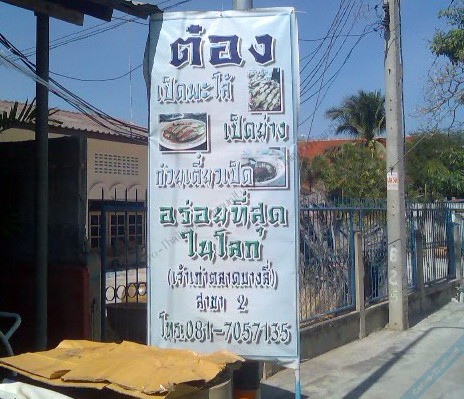 ต๋อง
เป็ดพะโล้
เป็ดย่าง
ก๋วยเตี๋ยวเป็ด
อร่อยที่สุด
ในโลก
(เจ้าเก่าตลาดบางลี่)
สาขา 2
โทร.081-7057135